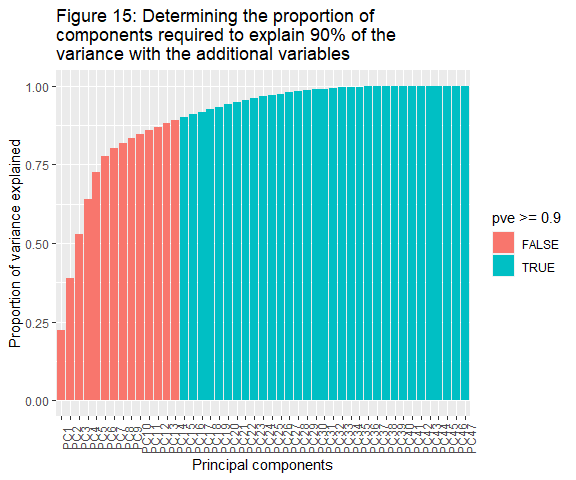 Figure 15: Determining the proportion of
components required to explain 90% of the
variance with the additional variables
Proportion of variance explained
1.00
0.75
0.50
0.25
0.00
PC1
PC2
PC3
PC4
PC5
PC6
PC7
PC8
PC9
PC10
PC11
PC12
PC13
PC14
PC15
PC16
PC17
PC18
PC19
PC20
PC21
PC22
PC23
PC24
PC25
PC26
PC27
PC28
PC29
PC30
PC31
PC32
PC33
PC34
PC35
PC36
PC37
PC38
PC39
PC40
PC41
PC42
PC43
PC44
PC45
PC46
PC47
Principal components
pve >= 0.9
FALSE
TRUE